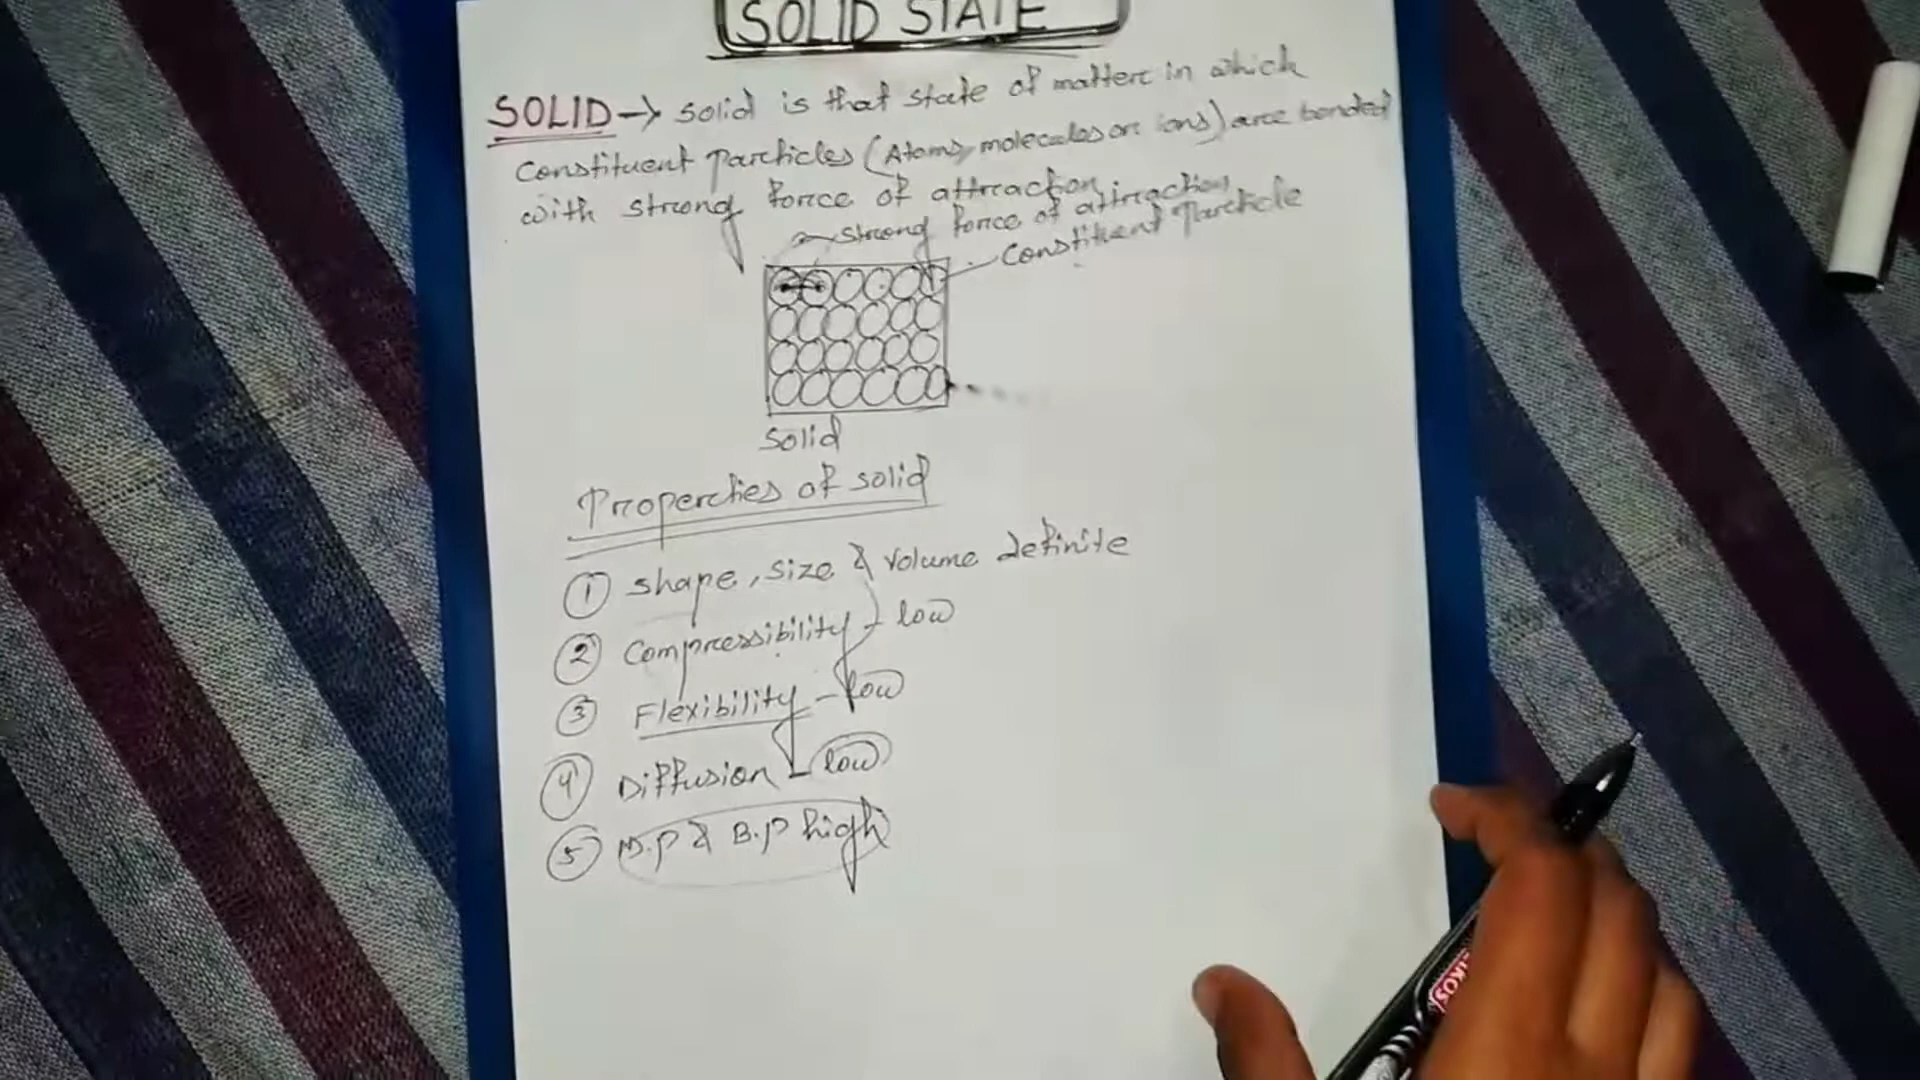 SOLID STATE
SOLID → solid is that state of matter in which
constituent particles (Atoms, molecules or ions) are bonded
with strong force of attraction
strong force of attraction
constituent particle
solid
Properties of solid
① shape, size & volume definite
② Compressibility - low
③ Flexibility - low
④ Diffusion - low
⑤ M.P & B.P high